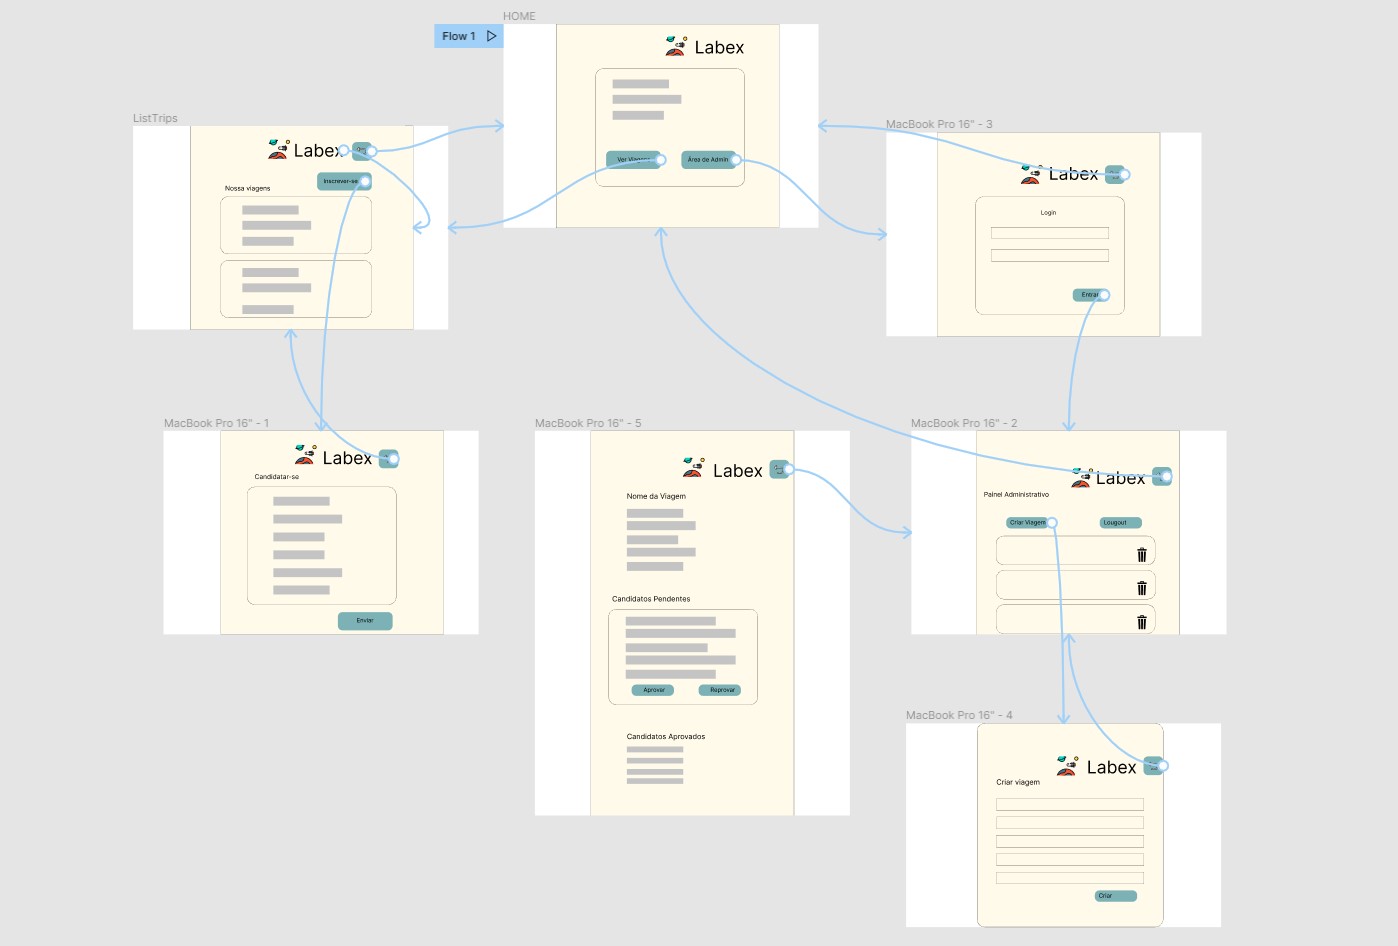 HOME
Flow 1
Labex
Ver Viagens
Área de Admin
ListTrips
Labex
Inscrever-se
Nossa viagens
MacBook Pro 16" - 3
Labex
Login
Entrar
MacBook Pro 16" - 1
Labex
Candidatar-se
Enviar
MacBook Pro 16" - 5
Labex
Nome da Viagem
Candidatos Pendentes
Aprovar
Reprovar
Candidatos Aprovados
MacBook Pro 16" - 2
Labex
Painel Administrativo
Criar Viagem
Lougout
MacBook Pro 16" - 4
Labex
Criar viagem
Criar